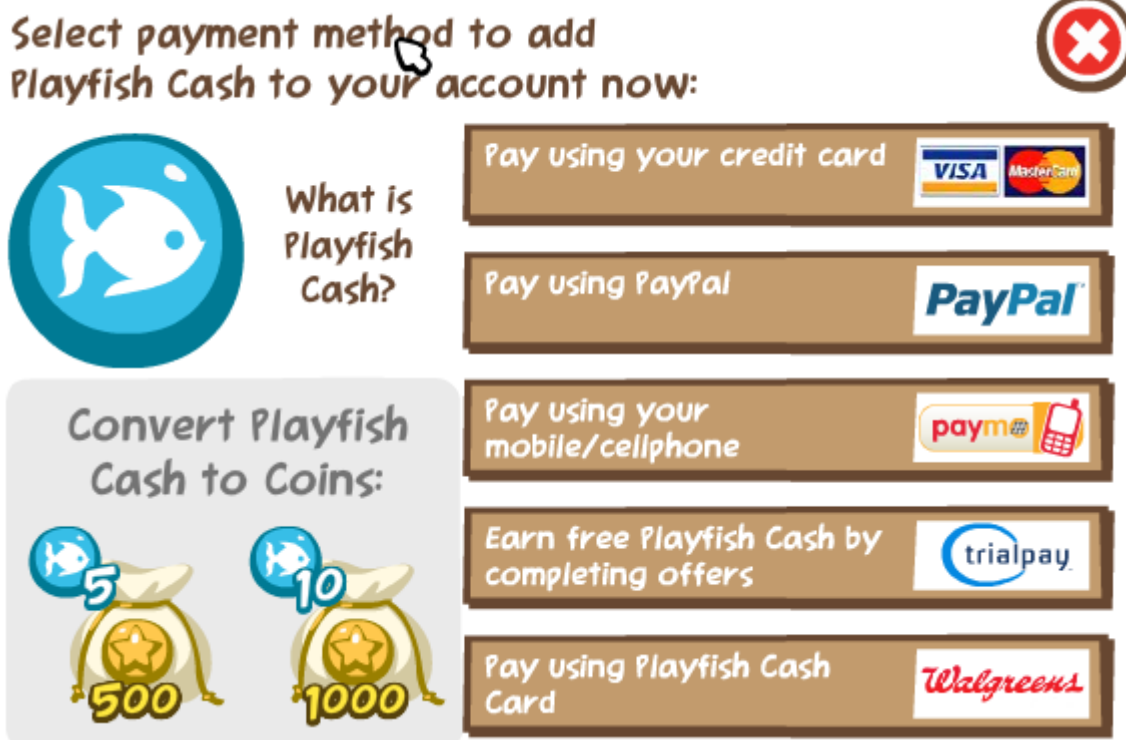 Select payment method to add
Playfish Cash to your account now:
What is
Playfish
Cash?
Convert Playfish
Cash to Coins:
5
500
10
1000
Pay using your credit card
VISA
MasterCard
Pay using PayPal
PayPal
Pay using your
mobile/cellphone
paymo
Earn free Playfish Cash by
completing offers
trialpay
Pay using Playfish Cash
Card
Walgreens